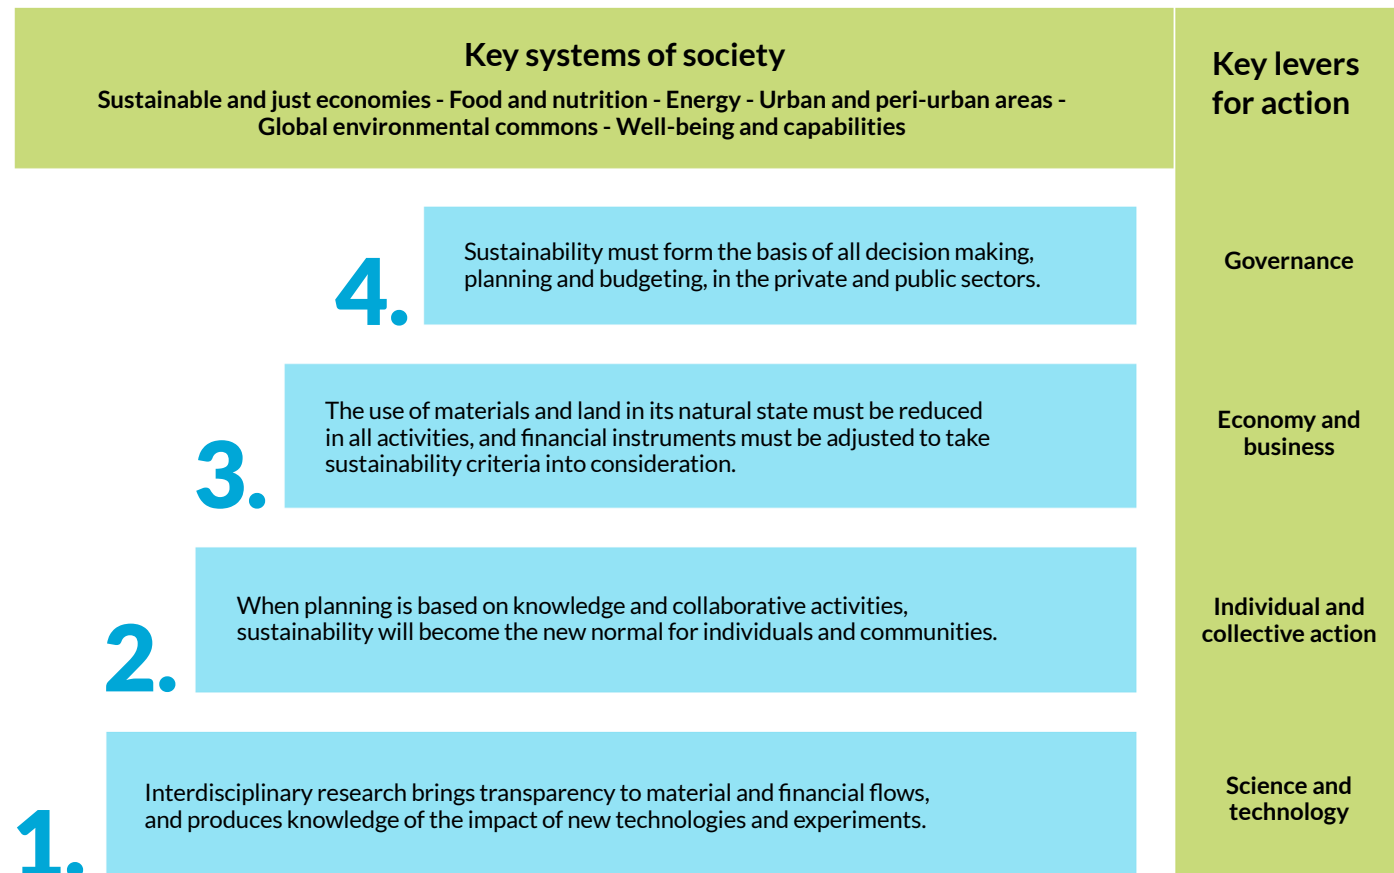 Key systems of society
Sustainable and just economies - Food and nutrition - Energy - Urban and peri-urban areas -
Global environmental commons - Well-being and capabilities
Key levers
for action
4.
Sustainability must form the basis of all decision making,
planning and budgeting, in the private and public sectors.
Governance
3.
The use of materials and land in its natural state must be reduced
in all activities, and financial instruments must be adjusted to take
sustainability criteria into consideration.
Economy and
business
2.
When planning is based on knowledge and collaborative activities,
sustainability will become the new normal for individuals and communities.
Individual and
collective action
1.
Interdisciplinary research brings transparency to material and financial flows,
and produces knowledge of the impact of new technologies and experiments.
Science and
technology